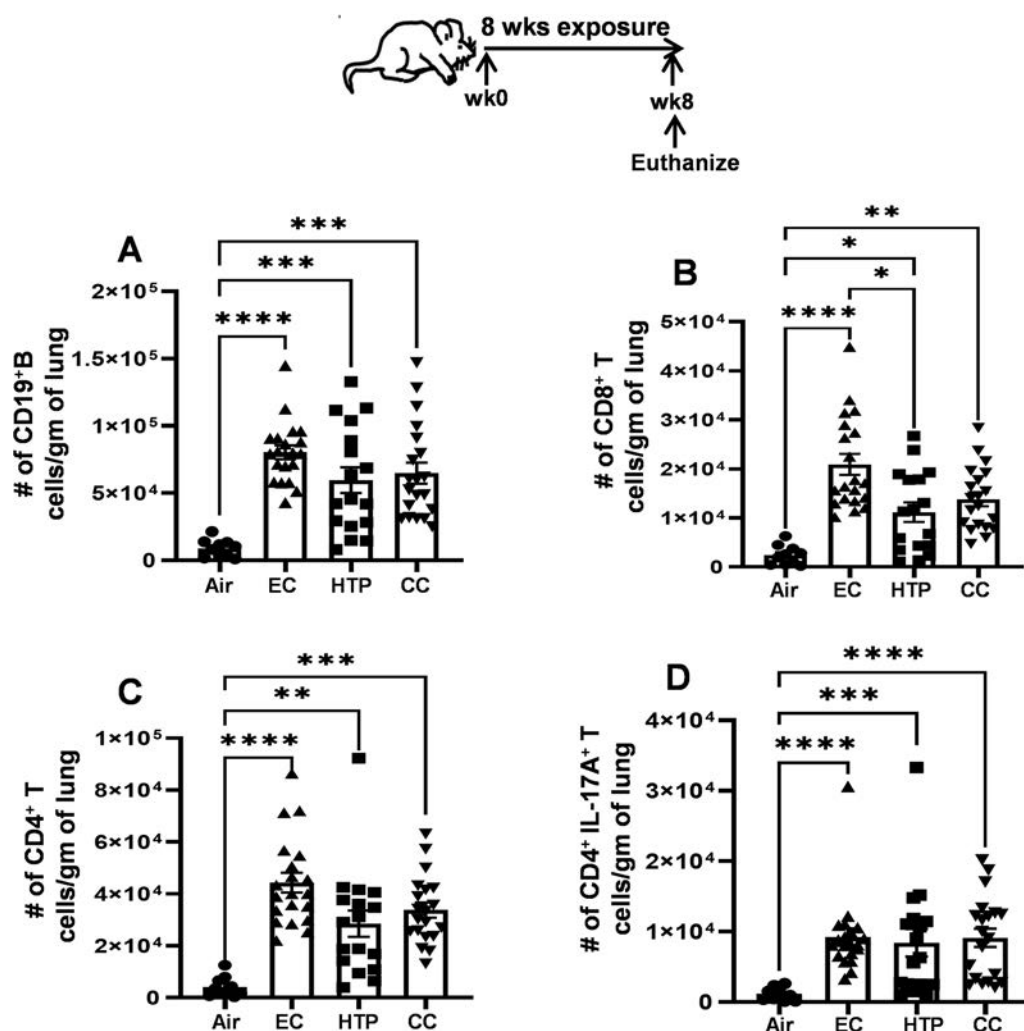 8 wks exposure
wk0
wk8
Euthanize
A
***
***
****
# of CD19⁺B
cells/gm of lung
2×10⁵
1.5×10⁵
1×10⁵
5×10⁴
0
Air EC HTP CC
B
**
*
*
****
# of CD8⁺ T
cells/gm of lung
5×10⁴
4×10⁴
3×10⁴
2×10⁴
1×10⁴
0
Air EC HTP CC
C
***
**
****
# of CD4⁺ T
cells/gm of lung
1×10⁵
8×10⁴
6×10⁴
4×10⁴
2×10⁴
0
Air EC HTP CC
D
****
***
****
# of CD4⁺ IL-17A⁺ T
cells/gm of lung
4×10⁴
3×10⁴
2×10⁴
1×10⁴
0
Air EC HTP CC